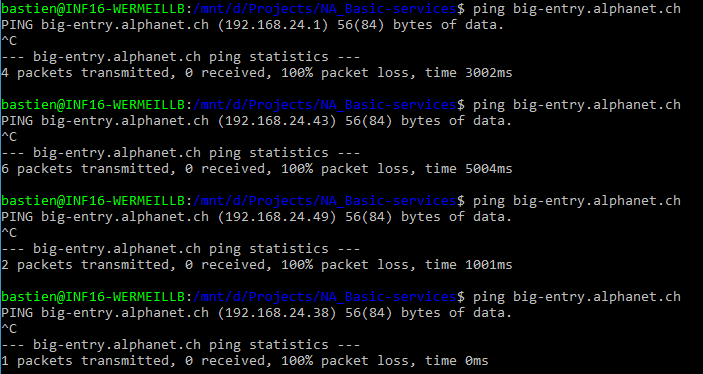 bastien@INF16-WERMEILLB:/mnt/d/Projects/NA_Basic-services$ ping big-entry.alphanet.ch
PING big-entry.alphanet.ch (192.168.24.1) 56(84) bytes of data.
^C
--- big-entry.alphanet.ch ping statistics ---
4 packets transmitted, 0 received, 100% packet loss, time 3002ms
bastien@INF16-WERMEILLB:/mnt/d/Projects/NA_Basic-services$ ping big-entry.alphanet.ch
PING big-entry.alphanet.ch (192.168.24.43) 56(84) bytes of data.
^C
--- big-entry.alphanet.ch ping statistics ---
6 packets transmitted, 0 received, 100% packet loss, time 5004ms
bastien@INF16-WERMEILLB:/mnt/d/Projects/NA_Basic-services$ ping big-entry.alphanet.ch
PING big-entry.alphanet.ch (192.168.24.49) 56(84) bytes of data.
^C
--- big-entry.alphanet.ch ping statistics ---
2 packets transmitted, 0 received, 100% packet loss, time 1001ms
bastien@INF16-WERMEILLB:/mnt/d/Projects/NA_Basic-services$ ping big-entry.alphanet.ch
PING big-entry.alphanet.ch (192.168.24.38) 56(84) bytes of data.
^C
--- big-entry.alphanet.ch ping statistics ---
1 packets transmitted, 0 received, 100% packet loss, time 0ms